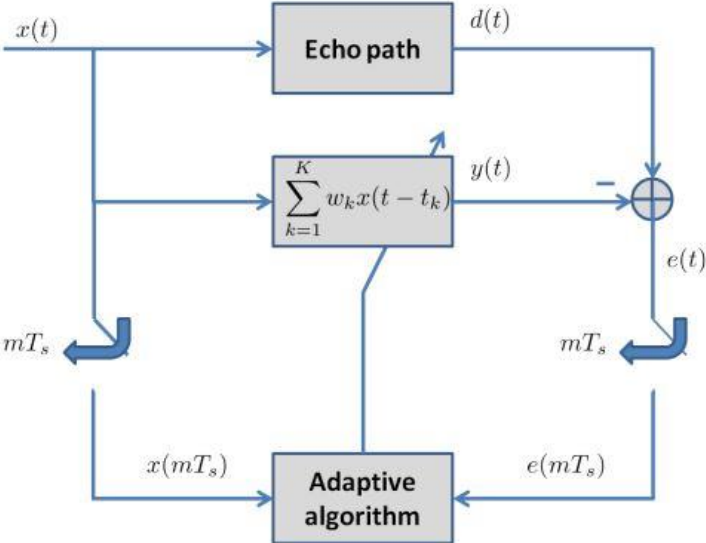 x(t)
Echo path
d(t)
K
∑ w_k x(t − t_k)
k=1
y(t)
−
e(t)
mT_s
mT_s
x(mT_s)
e(mT_s)
Adaptive
algorithm